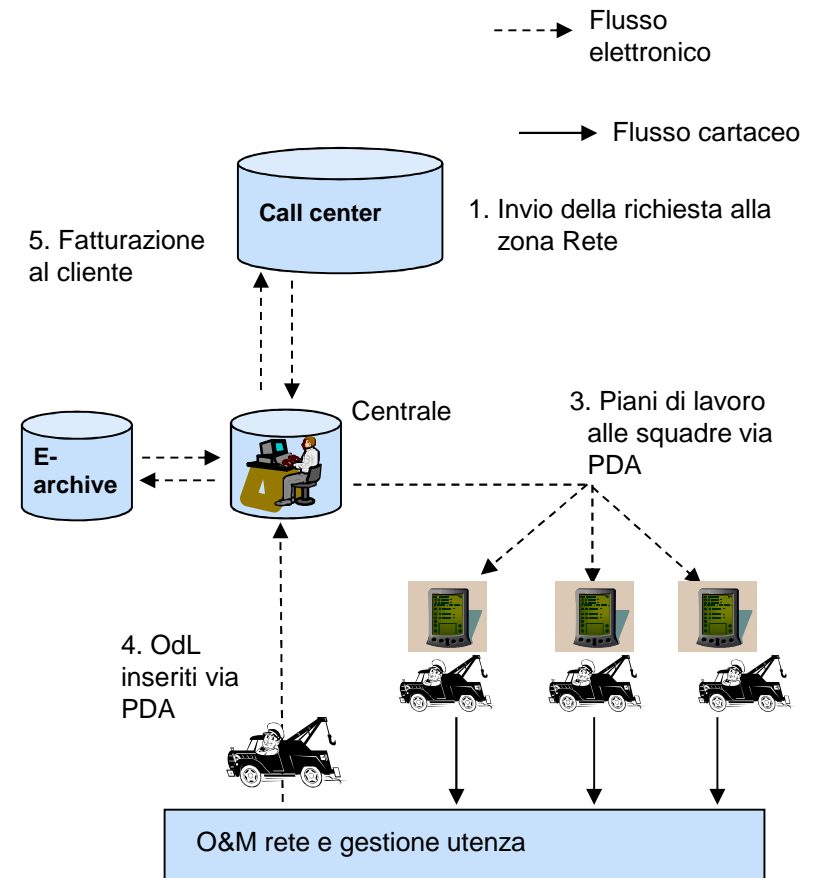 Flusso
elettronico
Flusso cartaceo
Call center
1. Invio della richiesta alla
zona Rete
5. Fatturazione
al cliente
Centrale
3. Piani di lavoro
alle squadre via
PDA
E-
archive
4. OdL
inseriti via
PDA
O&M rete e gestione utenza